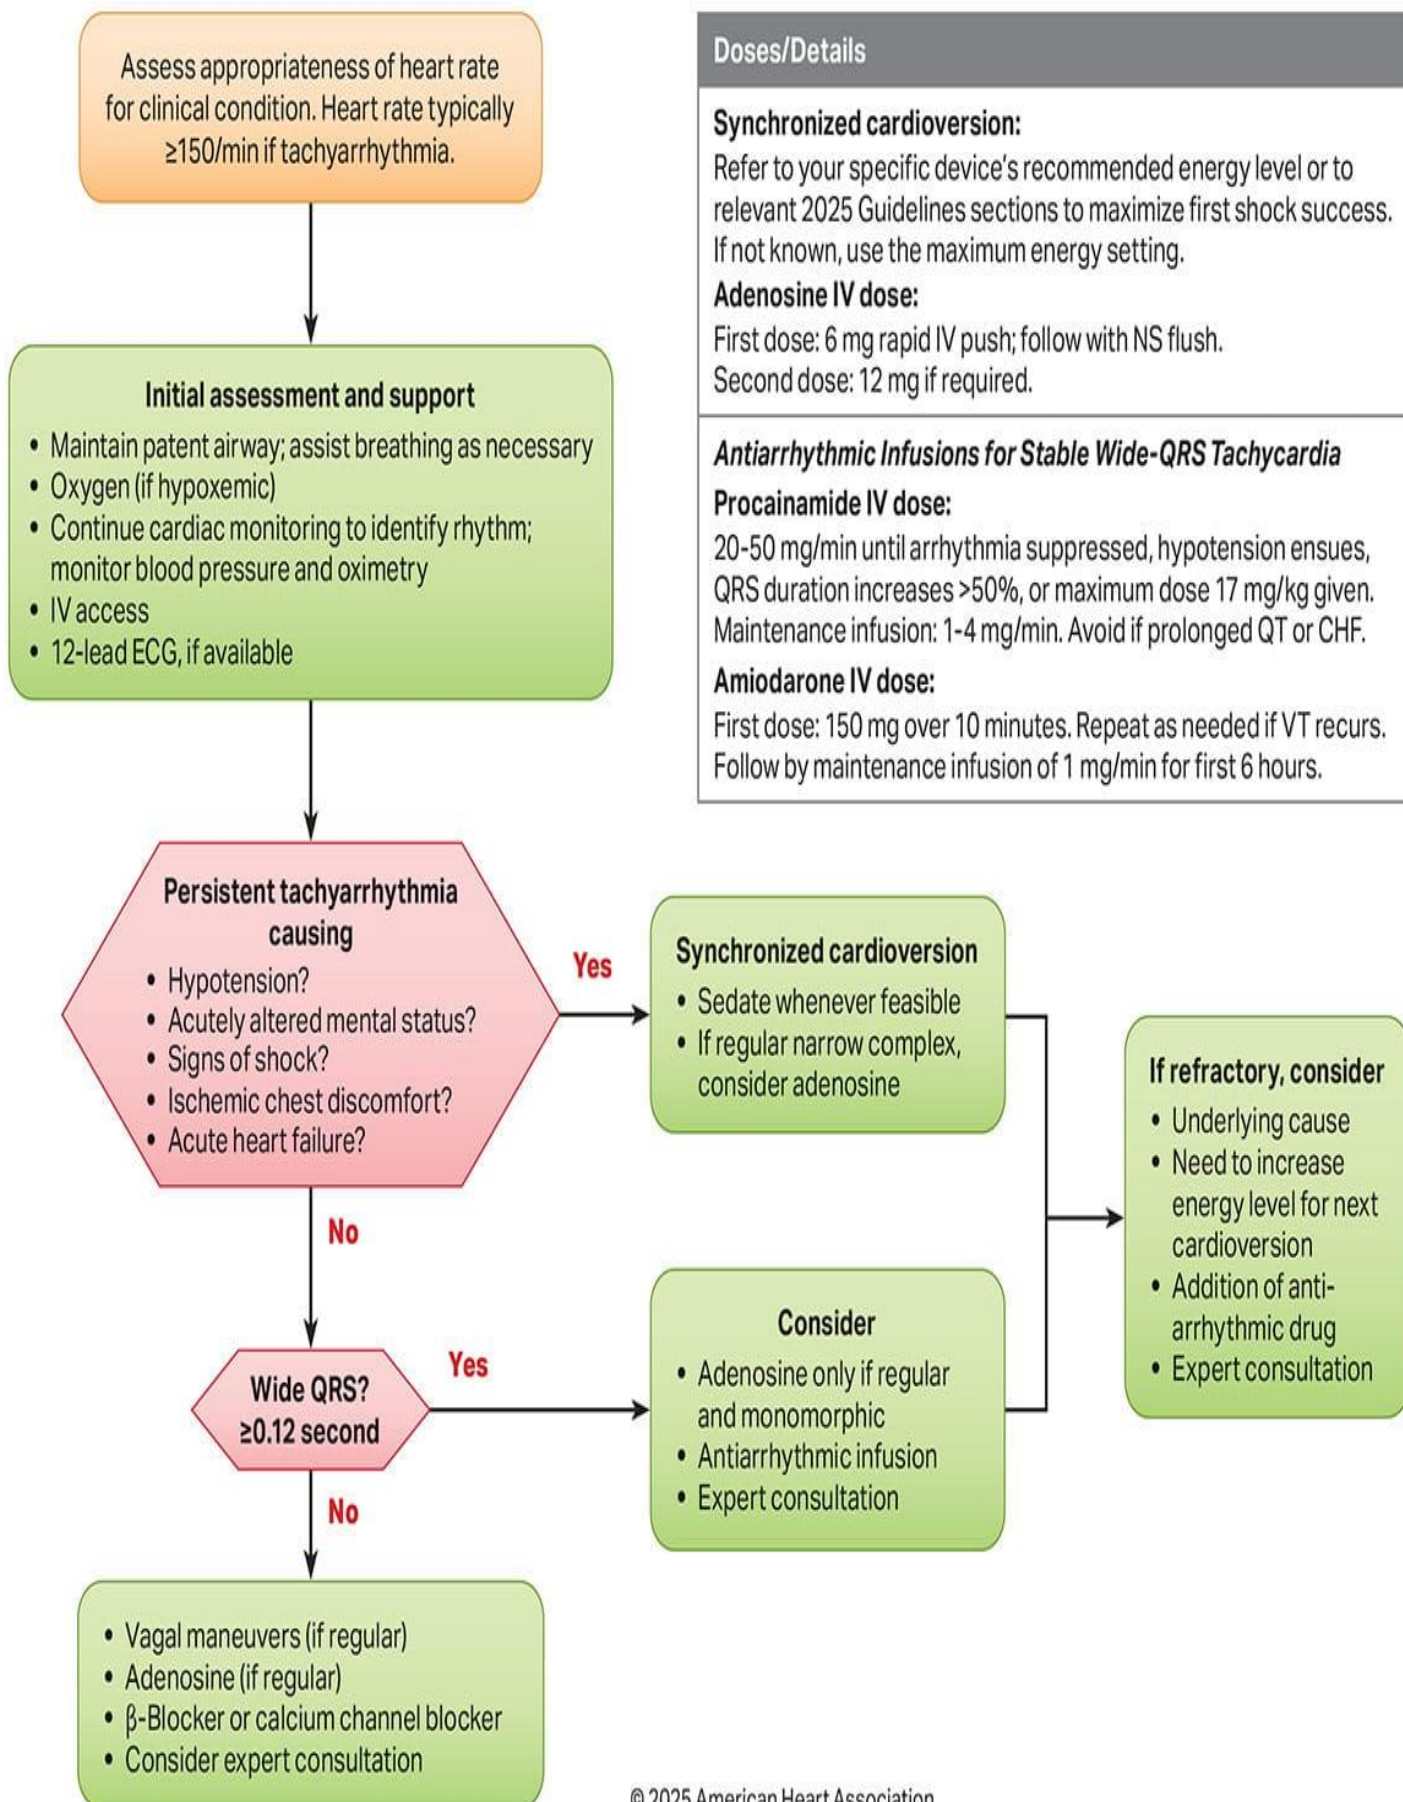 Assess appropriateness of heart rate
for clinical condition. Heart rate typically
≥150/min if tachyarrhythmia.
Initial assessment and support
• Maintain patent airway; assist breathing as necessary
• Oxygen (if hypoxemic)
• Continue cardiac monitoring to identify rhythm;
monitor blood pressure and oximetry
• IV access
• 12-lead ECG, if available
Persistent tachyarrhythmia
causing
• Hypotension?
• Acutely altered mental status?
• Signs of shock?
• Ischemic chest discomfort?
• Acute heart failure?
Yes
Synchronized cardioversion
• Sedate whenever feasible
• If regular narrow complex,
consider adenosine
If refractory, consider
• Underlying cause
• Need to increase
energy level for next
cardioversion
• Addition of anti-
arrhythmic drug
• Expert consultation
No
Wide QRS?
≥0.12 second
Yes
Consider
• Adenosine only if regular
and monomorphic
• Antiarrhythmic infusion
• Expert consultation
No
• Vagal maneuvers (if regular)
• Adenosine (if regular)
• β-Blocker or calcium channel blocker
• Consider expert consultation
Doses/Details
Synchronized cardioversion:
Refer to your specific device's recommended energy level or to
relevant 2025 Guidelines sections to maximize first shock success.
If not known, use the maximum energy setting.
Adenosine IV dose:
First dose: 6 mg rapid IV push; follow with NS flush.
Second dose: 12 mg if required.
Antiarrhythmic Infusions for Stable Wide-QRS Tachycardia
Procainamide IV dose:
20-50 mg/min until arrhythmia suppressed, hypotension ensues,
QRS duration increases >50%, or maximum dose 17 mg/kg given.
Maintenance infusion: 1-4 mg/min. Avoid if prolonged QT or CHF.
Amiodarone IV dose:
First dose: 150 mg over 10 minutes. Repeat as needed if VT recurs.
Follow by maintenance infusion of 1 mg/min for first 6 hours.
© 2025 American Heart Association